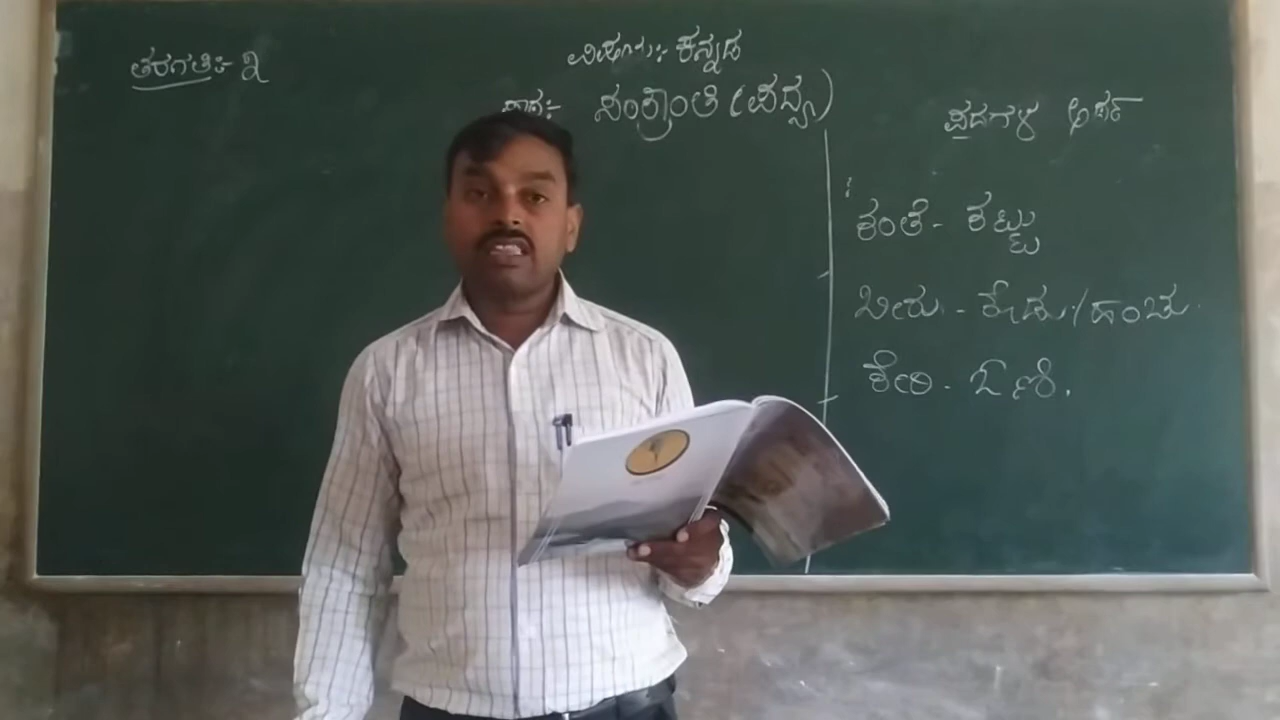 ತರಗತಿ:- ೩
ವಿಷಯ:- ಕನ್ನಡ
ಪಾಠ:- ಸಂಕ್ರಾಂತಿ (ಪದ್ಯ)
ಪದಗಳ ಅರ್ಥ
ಕಂತೆ - ಕಟ್ಟು
ಬೀರು - ನೀಡು/ಹಂಚು
ಕೇರಿ - ಓಣಿ.